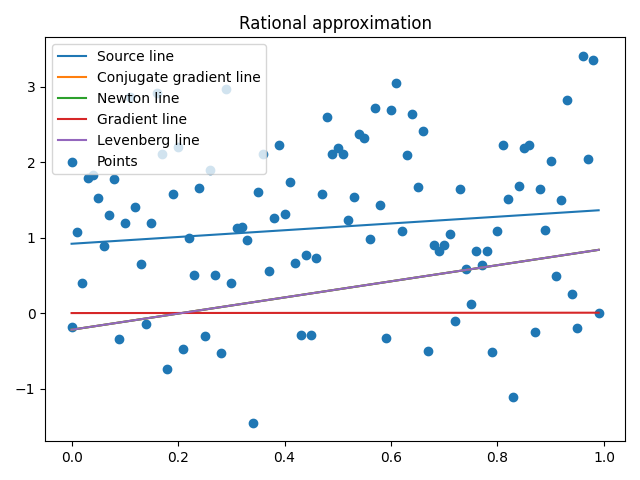 Rational approximation
Source line
Conjugate gradient line
Newton line
Gradient line
Levenberg line
Points
3
2
1
0
−1
0.0
0.2
0.4
0.6
0.8
1.0